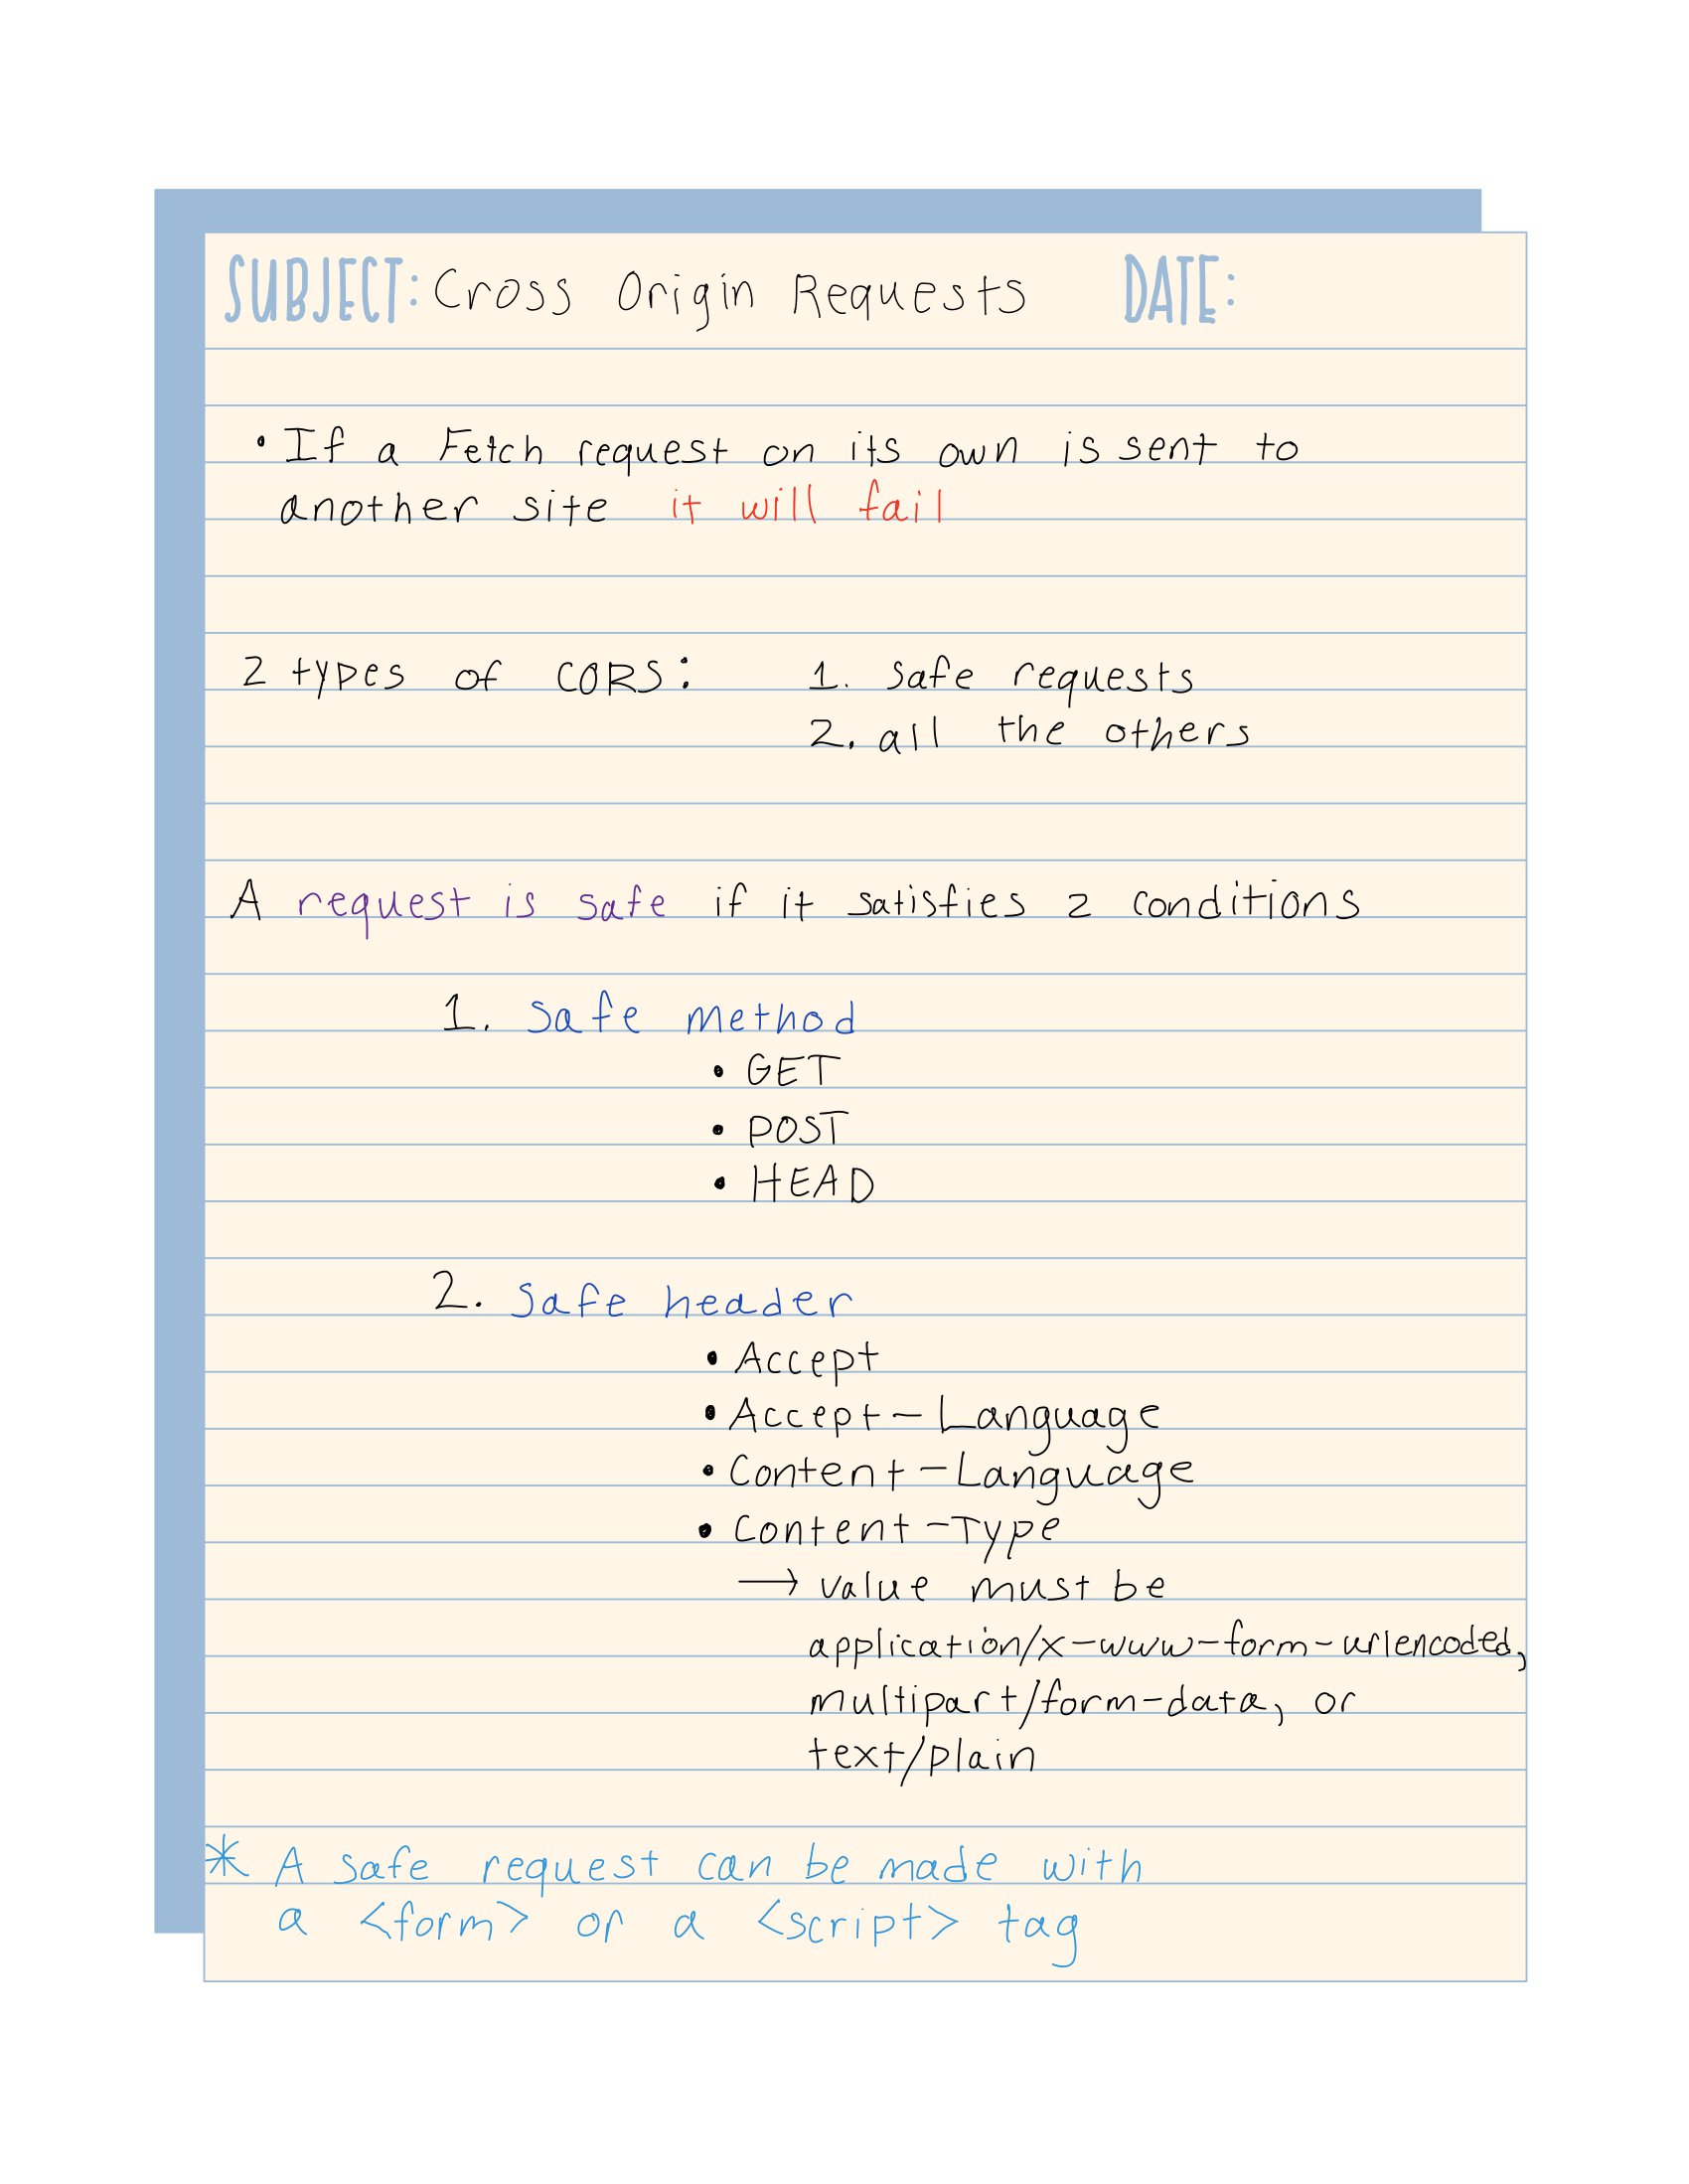 SUBJECT: Cross Origin Requests DATE:
• If a Fetch request on its own is sent to
another site it will fail
2 types of CORS: 1. safe requests
2. all the others
A request is safe if it satisfies 2 conditions
1. safe method
• GET
• POST
• HEAD
2. safe header
• Accept
• Accept-Language
• Content-Language
• Content-Type
→ value must be
application/x-www-form-urlencoded,
multipart/form-data, or
text/plain
* A safe request can be made with
a <form> or a <script> tag